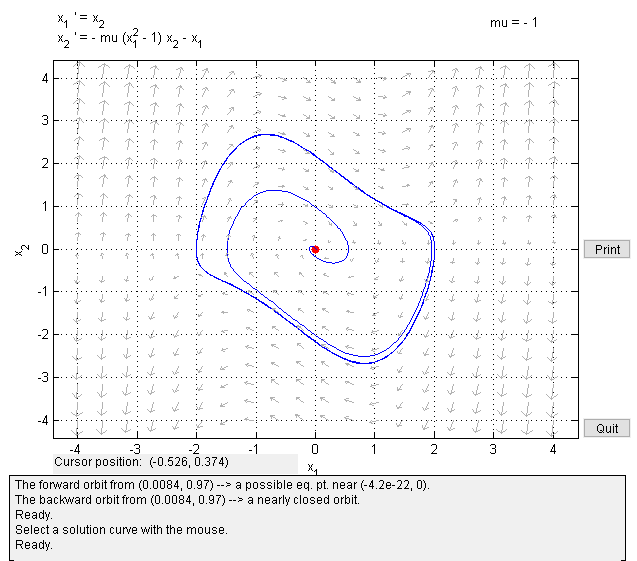 x1 ' = x2
x2 ' = - mu (x1^2 - 1) x2 - x1
mu = - 1
4
3
2
1
0
-1
-2
-3
-4
x2
-4
-3
-2
-1
0
1
2
3
4
x1
Print
Quit
Cursor position: (-0.526, 0.374)
The forward orbit from (0.0084, 0.97) --> a possible eq. pt. near (-4.2e-22, 0).
The backward orbit from (0.0084, 0.97) --> a nearly closed orbit.
Ready.
Select a solution curve with the mouse.
Ready.